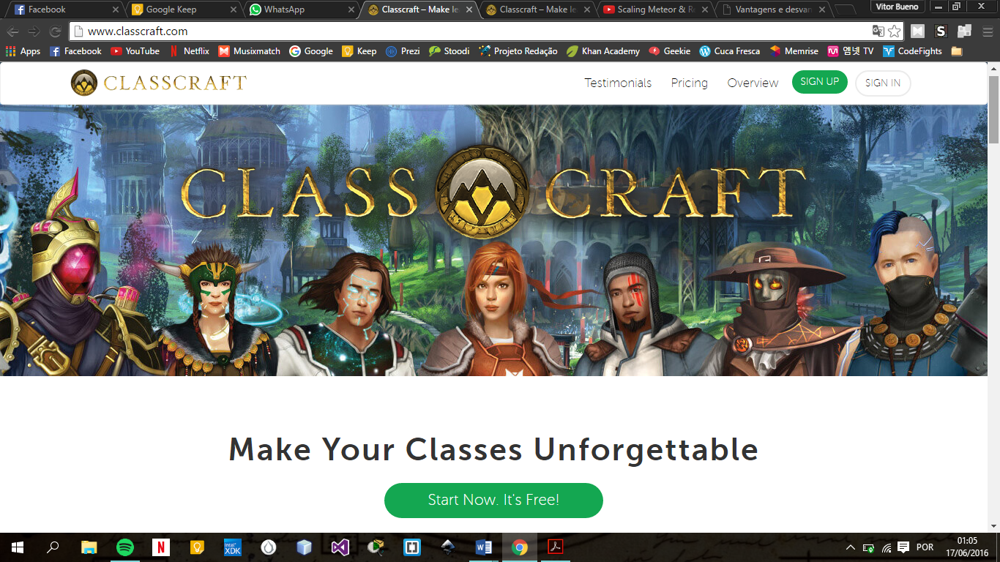 Facebook
Google Keep
WhatsApp
Classcraft – Make le
Classcraft – Make le
Scaling Meteor & R
Vantagens e desvan
Vitor Bueno
www.classcraft.com
Apps
Facebook
YouTube
Netflix
Musixmatch
Google
Keep
Prezi
Stoodi
Projeto Redação
Khan Academy
Geekie
Cuca Fresca
Memrise
엠넷 TV
CodeFights
CLASSCRAFT
Testimonials
Pricing
Overview
SIGN UP
SIGN IN
CLASS CRAFT
Make Your Classes Unforgettable
Start Now. It's Free!
intel
XDK
POR
01:05
17/06/2016